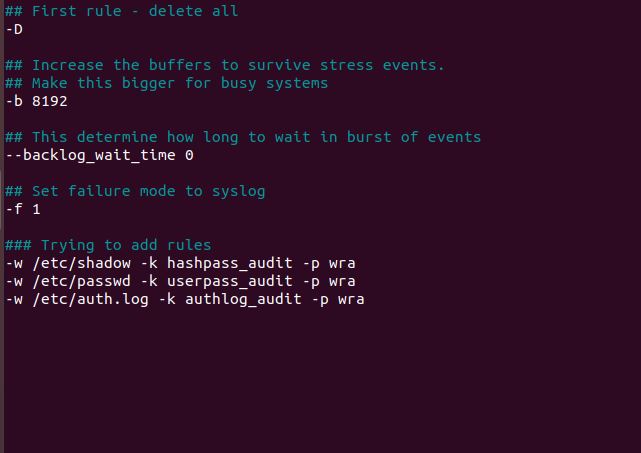 ## First rule - delete all
-D
## Increase the buffers to survive stress events.
## Make this bigger for busy systems
-b 8192
## This determine how long to wait in burst of events
--backlog_wait_time 0
## Set failure mode to syslog
-f 1
### Trying to add rules
-w /etc/shadow -k hashpass_audit -p wra
-w /etc/passwd -k userpass_audit -p wra
-w /etc/auth.log -k authlog_audit -p wra